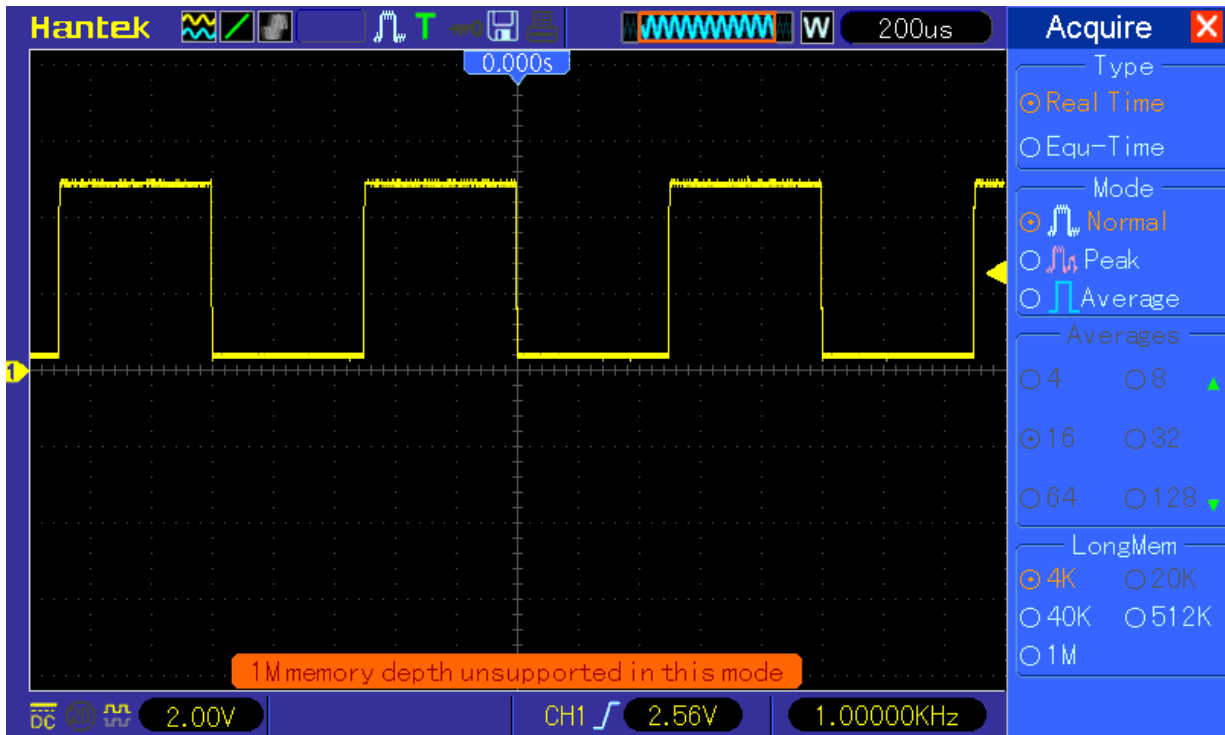 Hantek T W 200us
0.000s
Acquire
Type
Real Time
Equ-Time
Mode
Normal
Peak
Average
Averages
4 8
16 32
64 128
LongMem
4K 20K
40K 512K
1M
1
1M memory depth unsupported in this mode
DC 20 2.00V CH1 2.56V 1.00000KHz